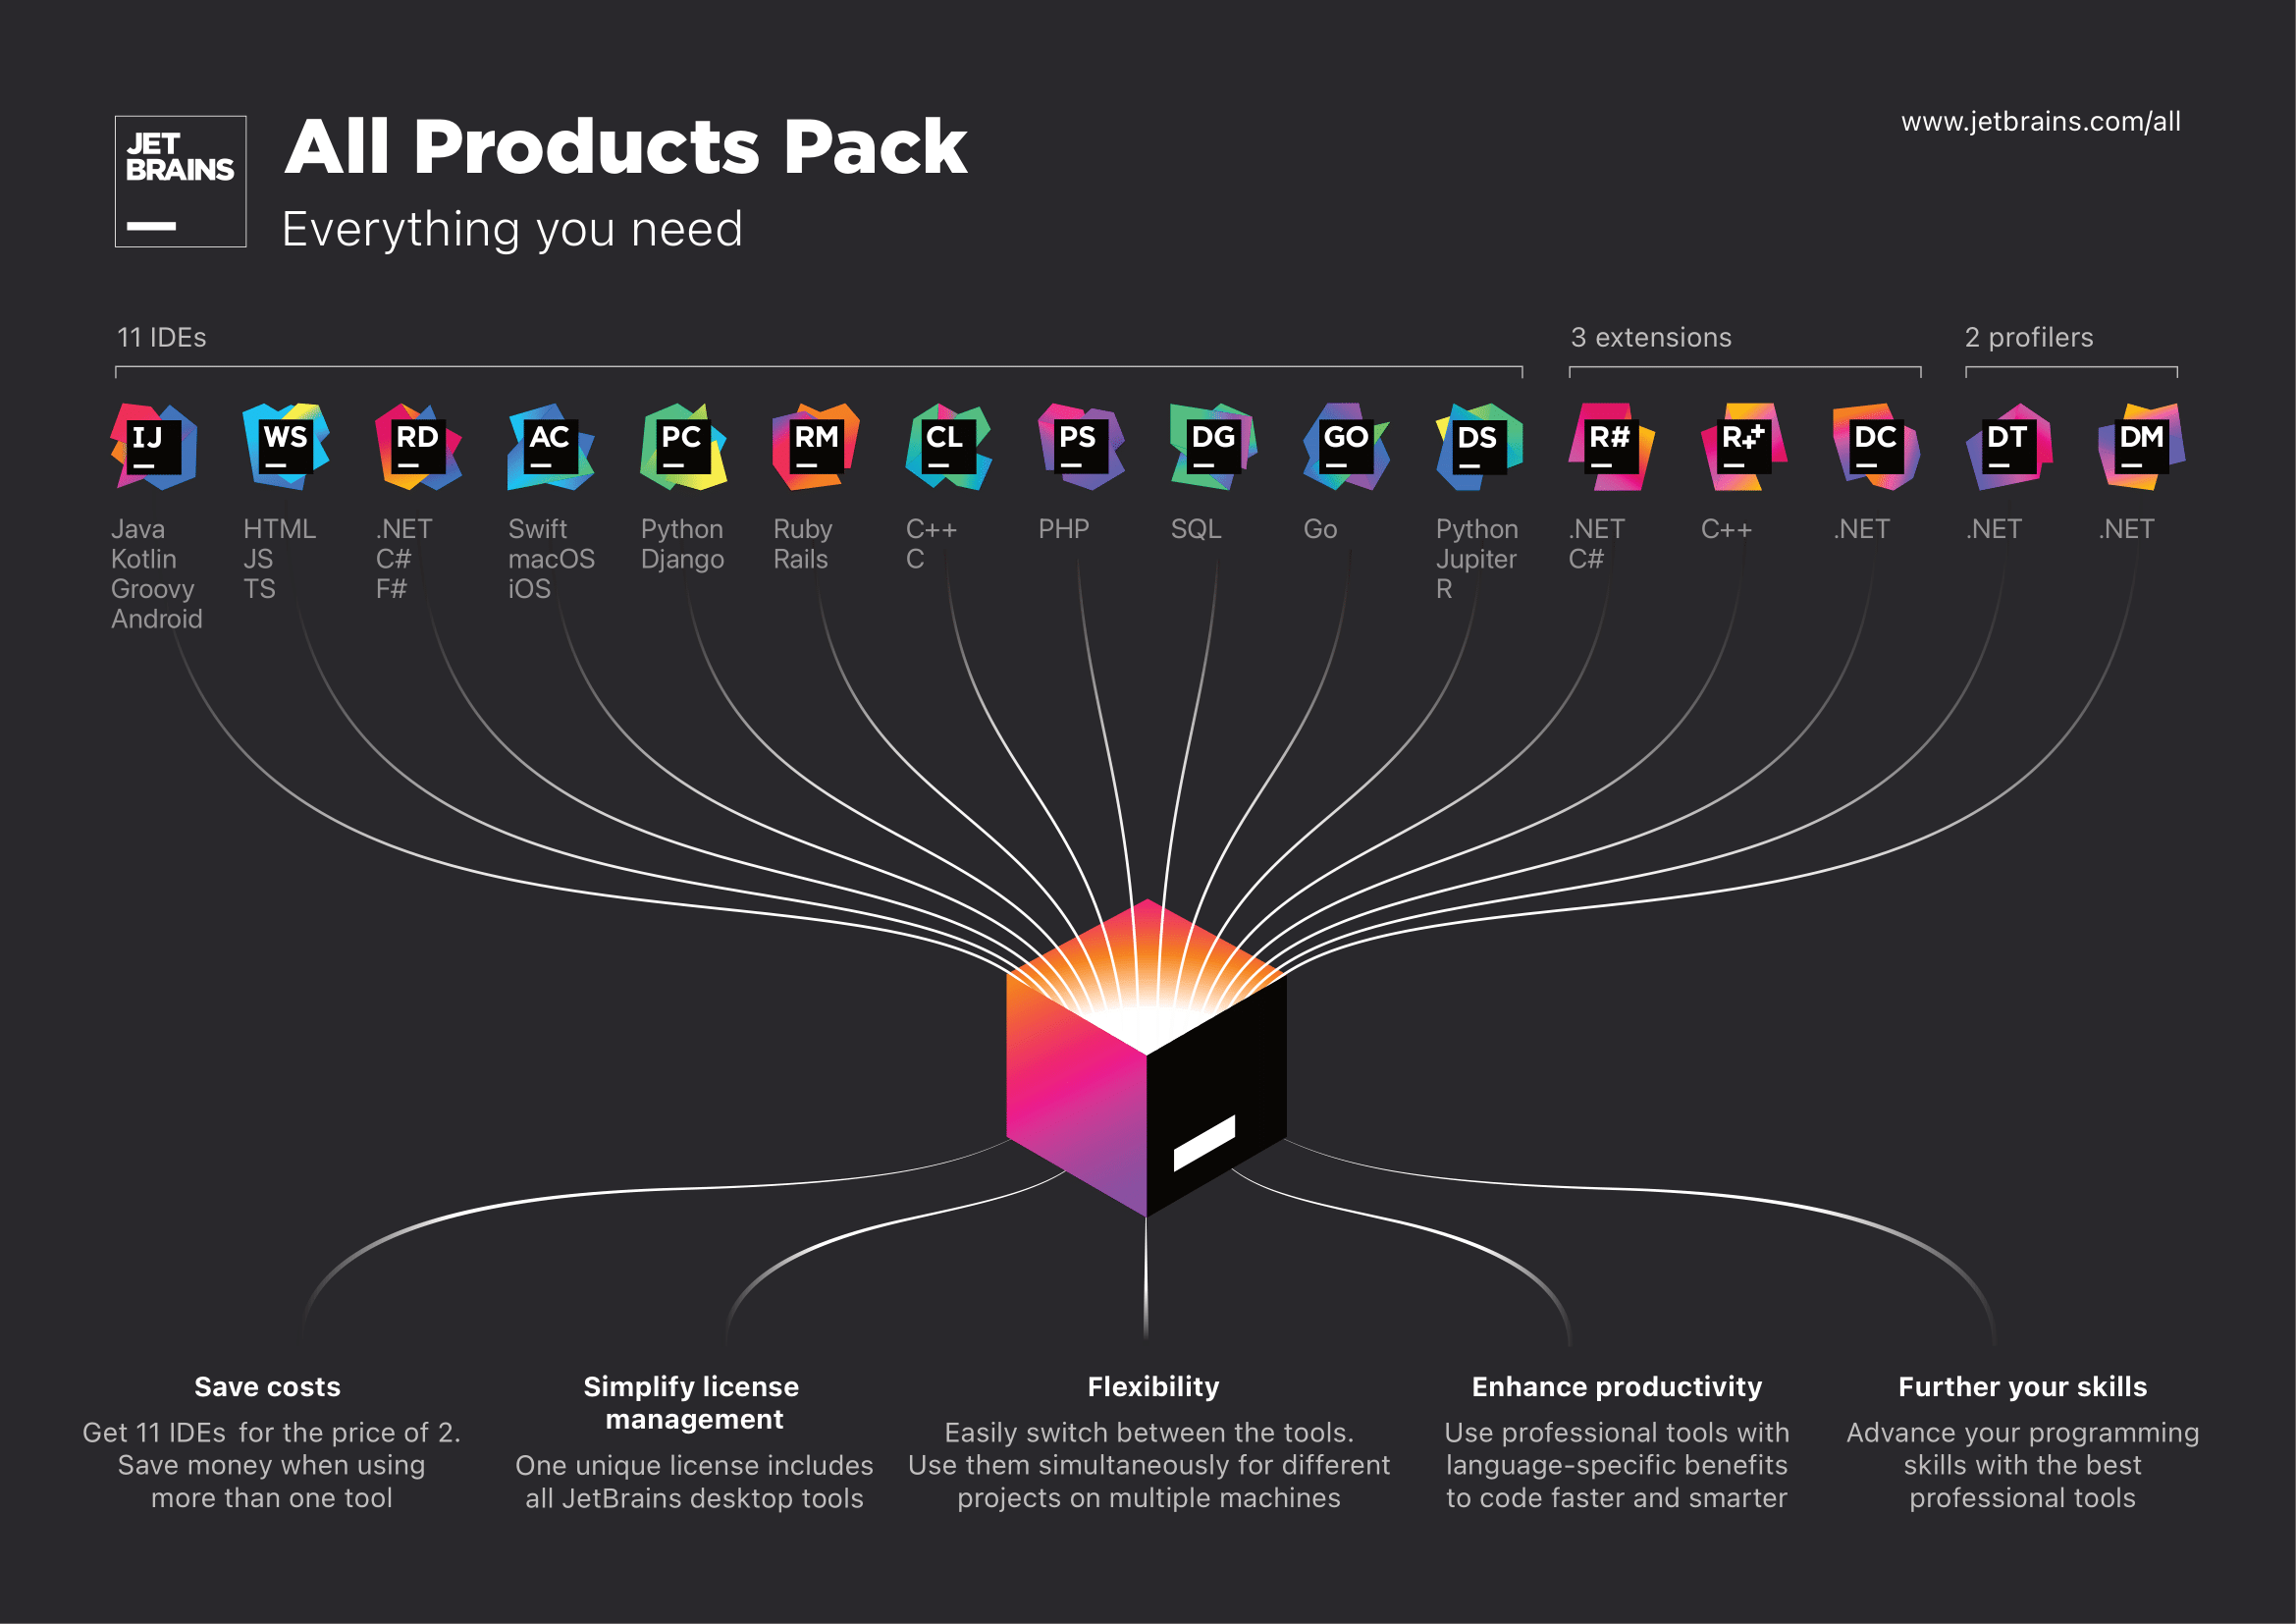 JET
BRAINS
All Products Pack
Everything you need
www.jetbrains.com/all
11 IDEs
3 extensions
2 profilers
IJ
WS
RD
AC
PC
RM
CL
PS
DG
GO
DS
R#
R++
DC
DT
DM
Java
Kotlin
Groovy
Android
HTML
JS
TS
.NET
C#
F#
Swift
macOS
iOS
Python
Django
Ruby
Rails
C++
C
PHP
SQL
Go
Python
Jupiter
R
.NET
C#
C++
.NET
.NET
.NET
Save costs
Get 11 IDEs for the price of 2.
Save money when using
more than one tool
Simplify license
management
One unique license includes
all JetBrains desktop tools
Flexibility
Easily switch between the tools.
Use them simultaneously for different
projects on multiple machines
Enhance productivity
Use professional tools with
language-specific benefits
to code faster and smarter
Further your skills
Advance your programming
skills with the best
professional tools